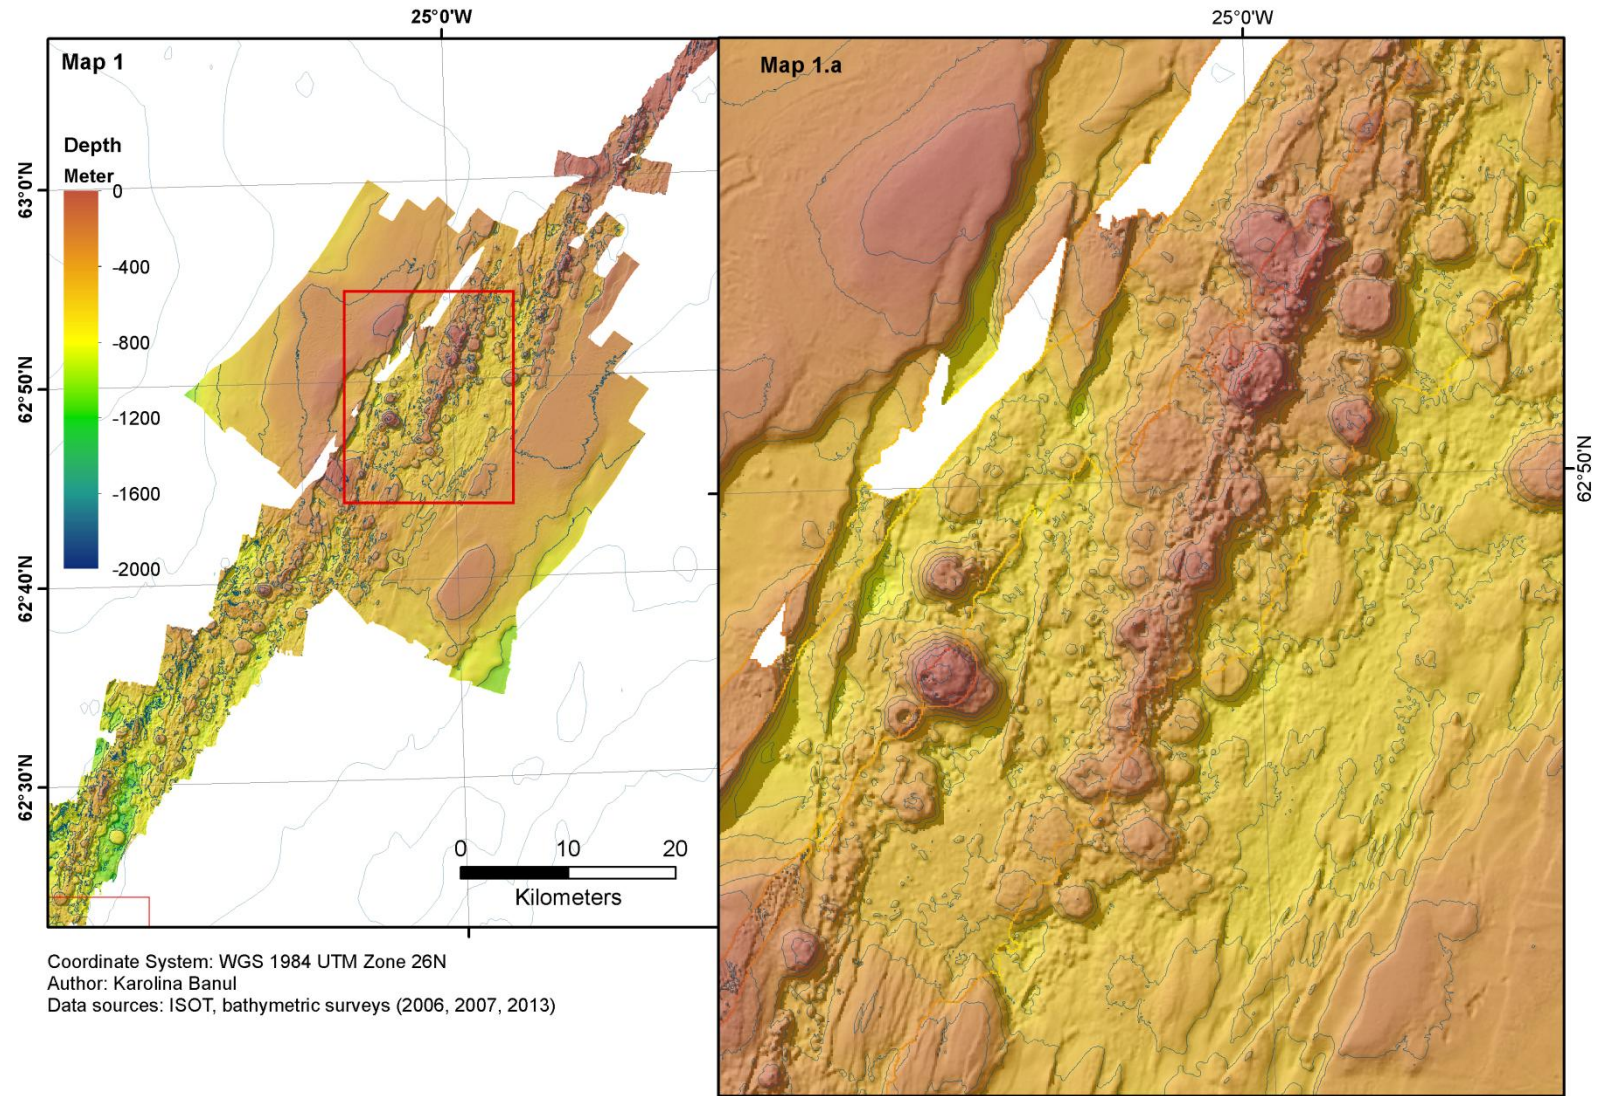 25°0'W
25°0'W
Map 1
Map 1.a
Depth
Meter
0
-400
-800
-1200
-1600
-2000
63°0'N
62°50'N
62°40'N
62°30'N
62°50'N
0 10 20
Kilometers
Coordinate System: WGS 1984 UTM Zone 26N
Author: Karolina Banul
Data sources: ISOT, bathymetric surveys (2006, 2007, 2013)